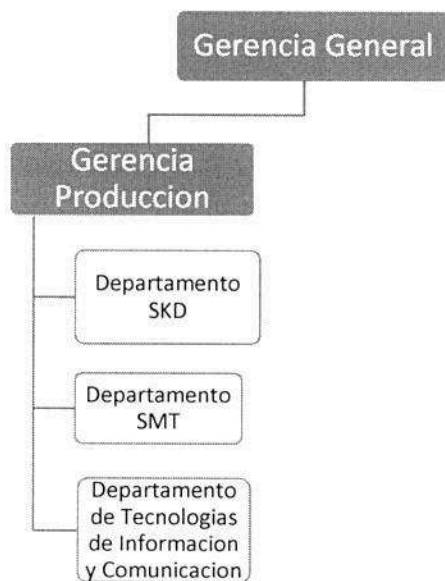 Gerencia General
Gerencia
Produccion
Departamento
SKD
Departamento
SMT
Departamento
de Tecnologias
de Informacion
y Comunicacion